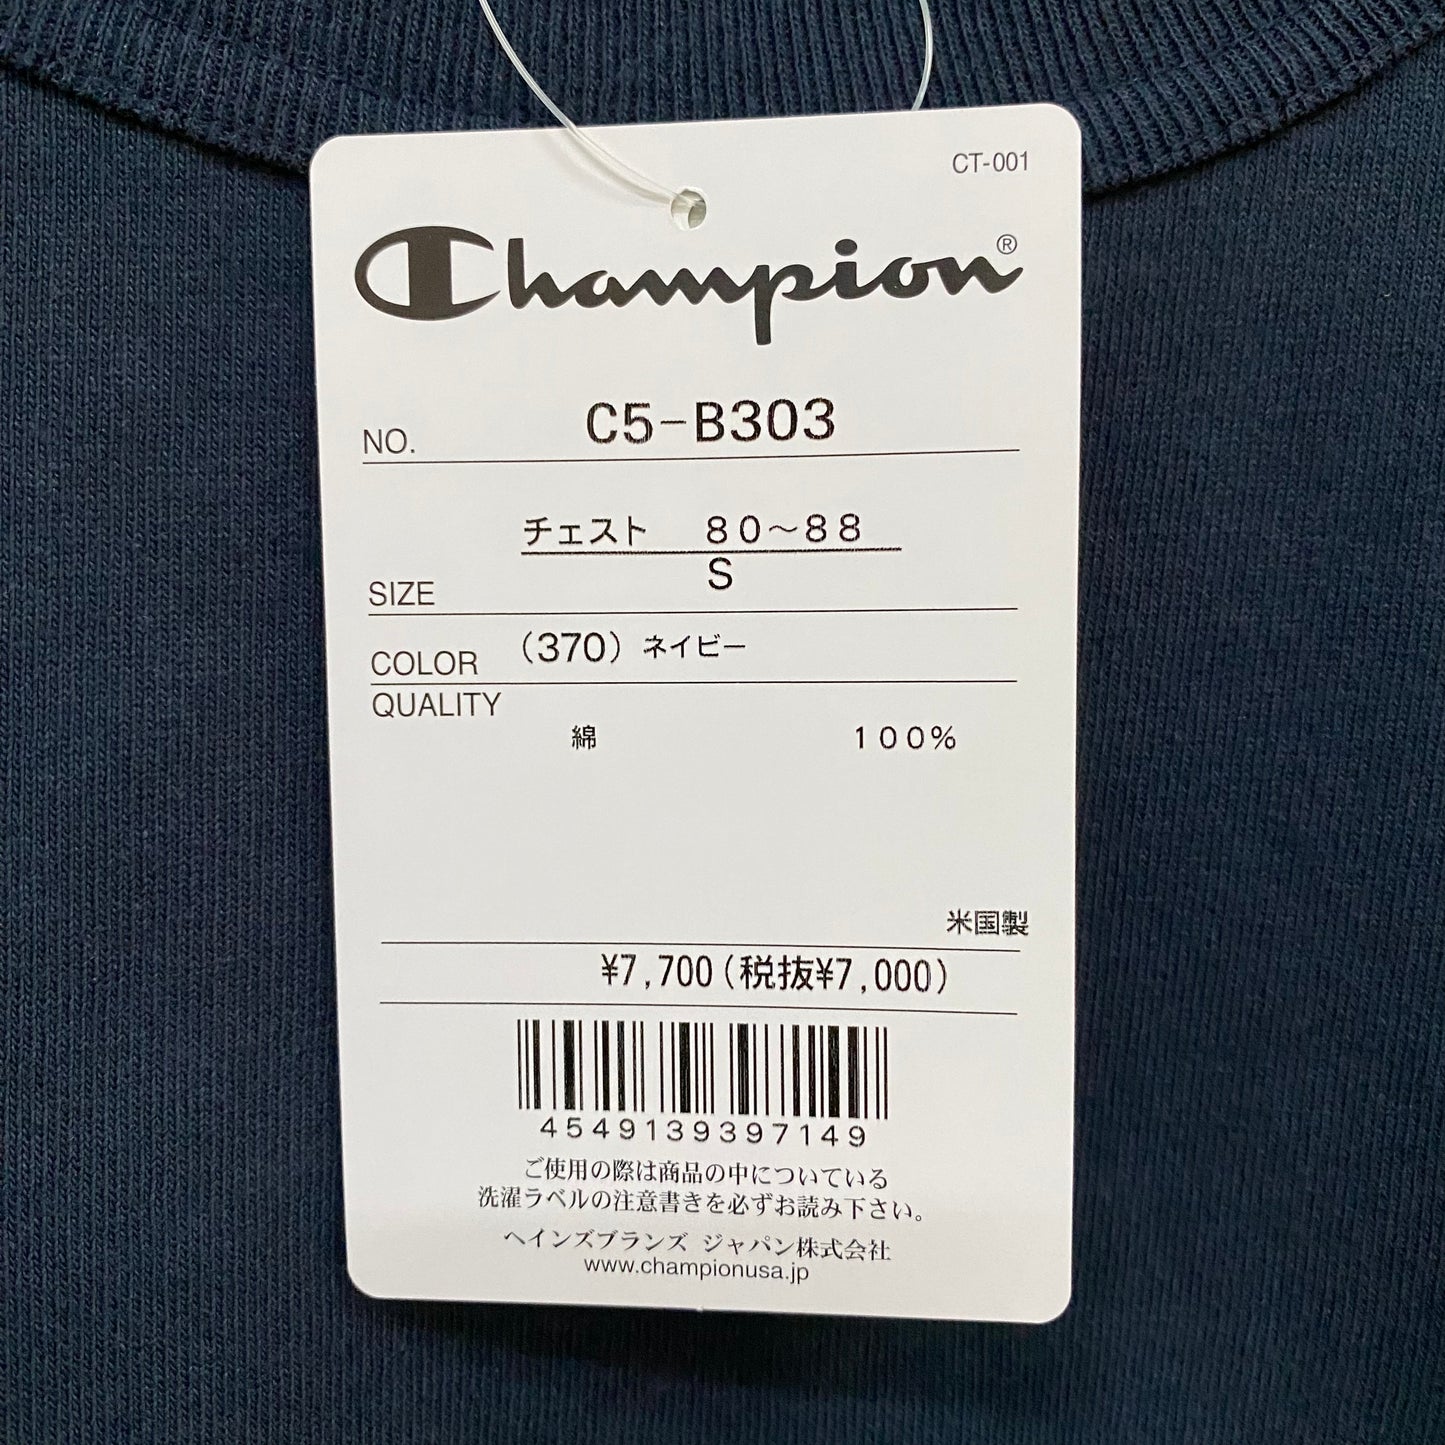 CT-001
Champion®
NO. C5-B303
チェスト 80～88
SIZE S
COLOR (370) ネイビー
QUALITY
綿 100%
米国製
¥7,700(税抜¥7,000)
4549139397149
ご使用の際は商品の中についている
洗濯ラベルの注意書きを必ずお読み下さい。
ヘインズブランズ ジャパン株式会社
www.championusa.jp